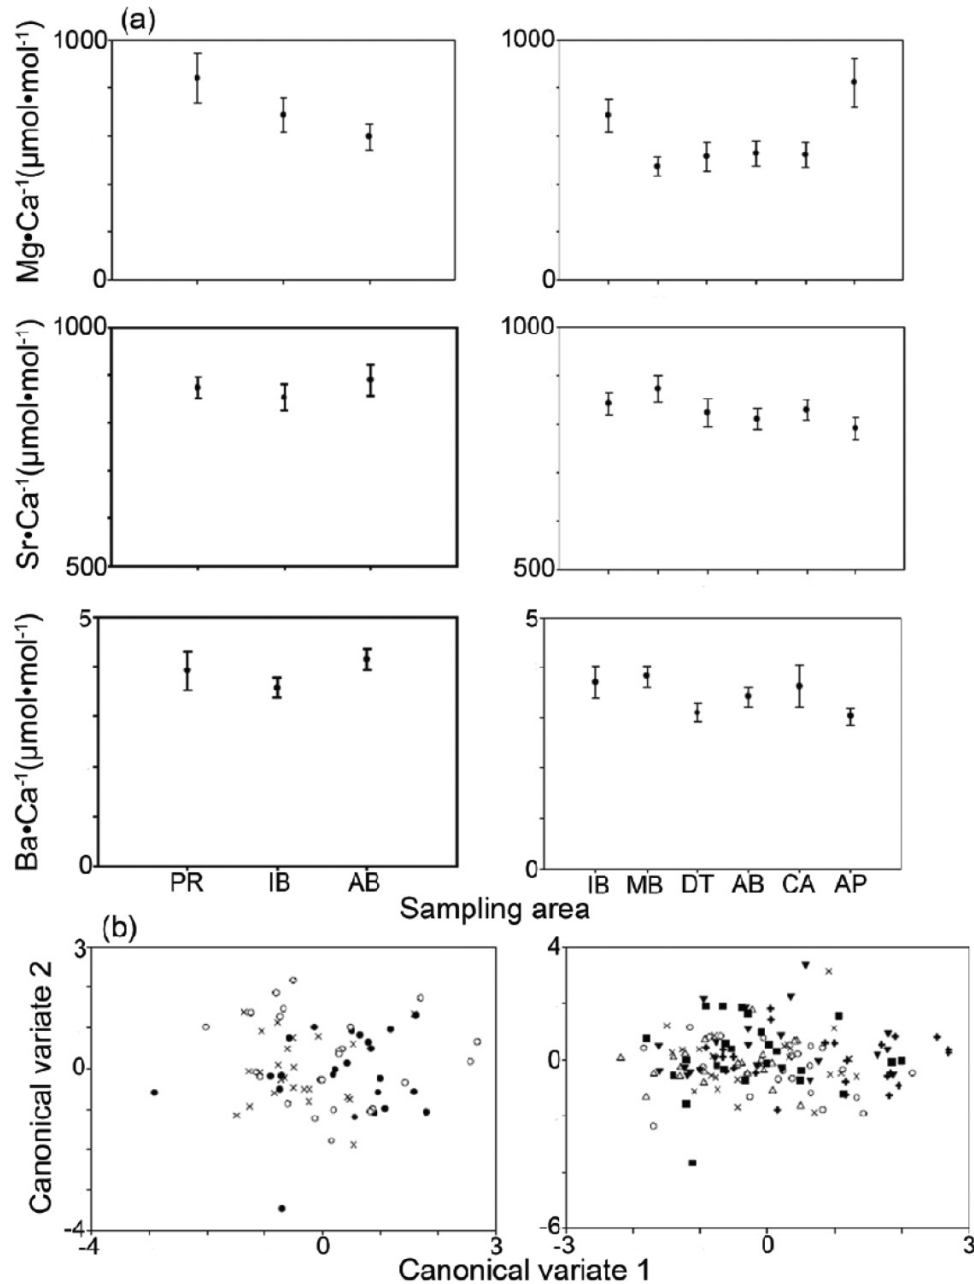 (a)
Mg•Ca⁻¹(µmol•mol⁻¹)
1000
0
1000
0
Sr•Ca⁻¹(µmol•mol⁻¹)
1000
500
1000
500
Ba•Ca⁻¹(µmol•mol⁻¹)
5
0
5
0
PR IB AB
IB MB DT AB CA AP
Sampling area
(b)
Canonical variate 2
3
0
-4
4
0
-6
-4 0 3
-3 0 3
Canonical variate 1